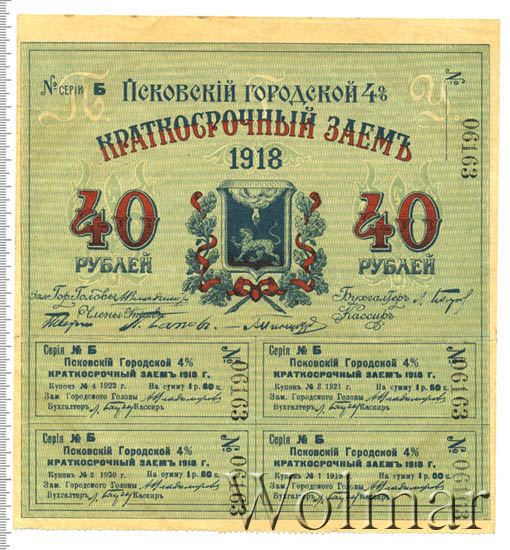 № СЕРІИ Б
№ 06163
П Г У
Псковскій городской 4%
краткосрочный заемъ
1918
40 рублей
40 рублей
Зам. Гор. Головы
Члены Управы
Бухгалтеръ
Кассир
Серія № Б
Псковскій Городской 4%
КРАТКОСРОЧНЫЙ ЗАЕМЪ 1918 г.
Купонъ № 4 1922 г. На сумму 1 р. 60 к.
Зам. Городского Головы
Бухгалтеръ Кассиръ
№ 06163
Серія № Б
Псковскій Городской 4%
КРАТКОСРОЧНЫЙ ЗАЕМЪ 1918 г.
Купонъ № 3 1921 г. На сумму 1 р. 60 к.
Зам. Городского Головы
Бухгалтеръ Кассиръ
№ 06163
Серія № Б
Псковскій Городской 4%
КРАТКОСРОЧНЫЙ ЗАЕМЪ 1918 г.
Купонъ № 2 1920 г. На сумму 1 р. 60 к.
Зам. Городского Головы
Бухгалтеръ Кассиръ
№ 06163
Серія № Б
Псковскій Городской 4%
КРАТКОСРОЧНЫЙ ЗАЕМЪ 1918 г.
Купонъ № 1 1919 г. На сумму 1 р. 60 к.
Зам. Городского Головы
Бухгалтеръ Кассиръ
Wolmar